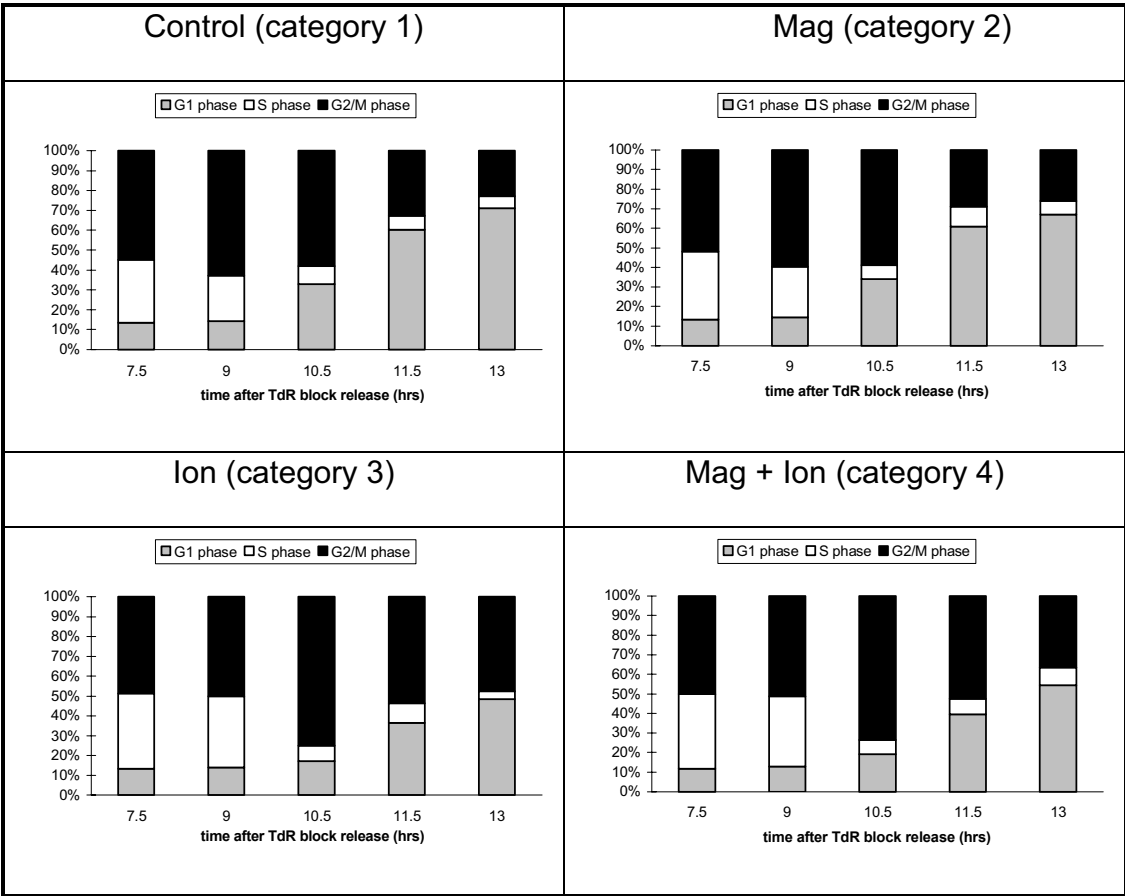 Control (category 1)
Mag (category 2)
G1 phase S phase G2/M phase
100%
90%
80%
70%
60%
50%
40%
30%
20%
10%
0%
7.5 9 10.5 11.5 13
time after TdR block release (hrs)
G1 phase S phase G2/M phase
100%
90%
80%
70%
60%
50%
40%
30%
20%
10%
0%
7.5 9 10.5 11.5 13
time after TdR block release (hrs)
Ion (category 3)
Mag + Ion (category 4)
G1 phase S phase G2/M phase
100%
90%
80%
70%
60%
50%
40%
30%
20%
10%
0%
7.5 9 10.5 11.5 13
time after TdR block release (hrs)
G1 phase S phase G2/M phase
100%
90%
80%
70%
60%
50%
40%
30%
20%
10%
0%
7.5 9 10.5 11.5 13
time after TdR block release (hrs)